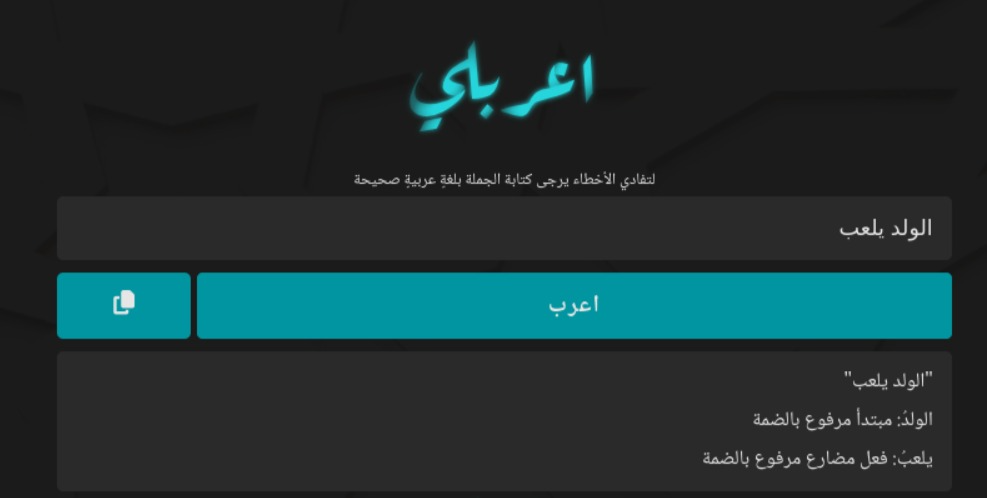 اعربلي
لتفادي الأخطاء يرجى كتابة الجملة بلغةٍ عربيةٍ صحيحة
الولد يلعب
اعرب
"الولد يلعب"
الولدُ: مبتدأ مرفوع بالضمة
يلعبُ: فعل مضارع مرفوع بالضمة